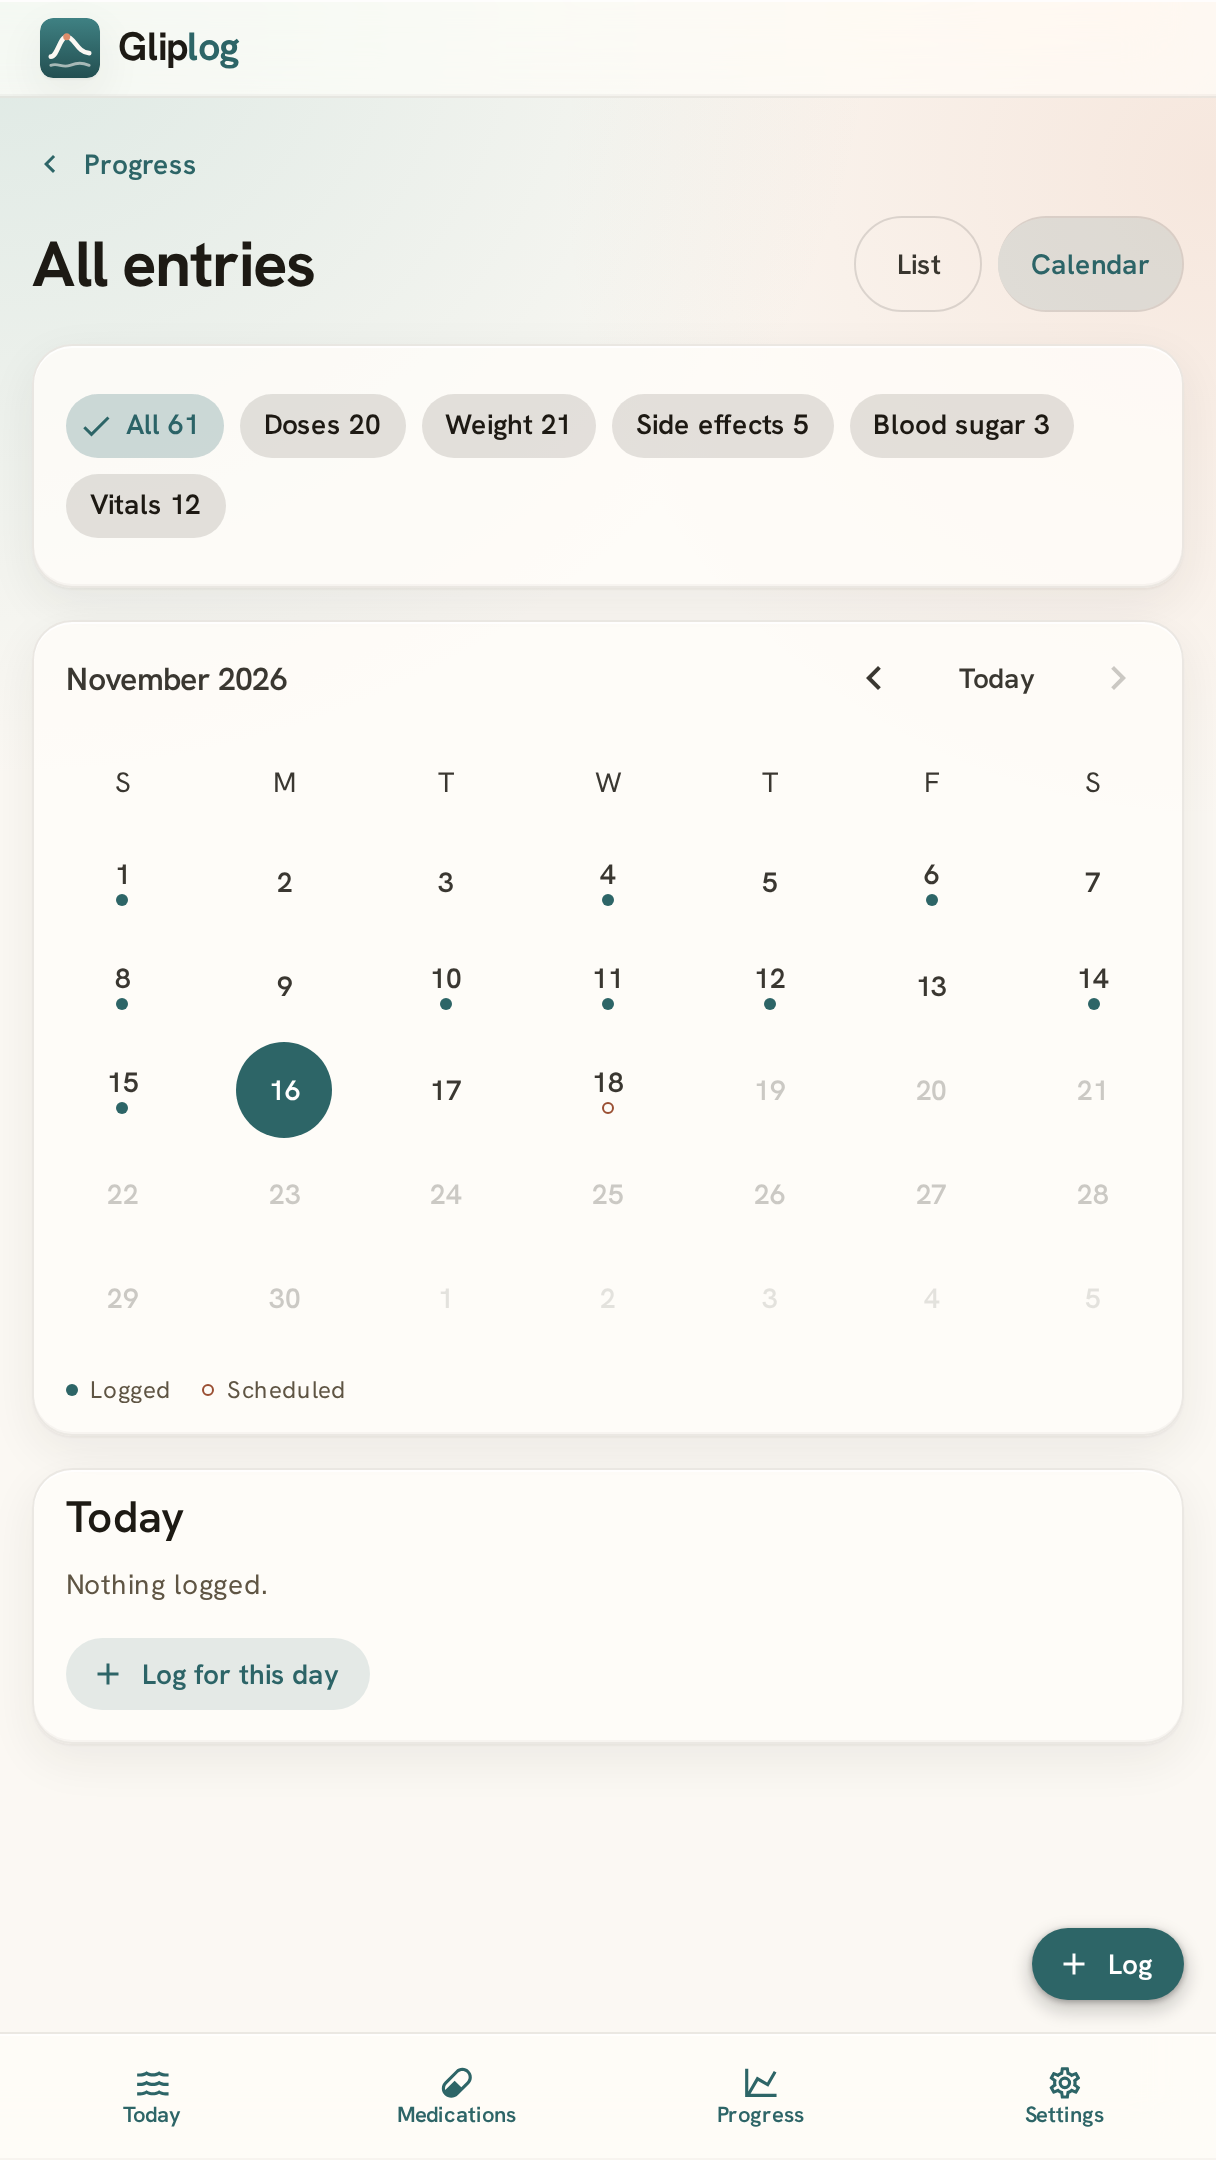 Gliplog
Progress
All entries
List
Calendar
All 61
Doses 20
Weight 21
Side effects 5
Blood sugar 3
Vitals 12
November 2026
Today
S M T W T F S
1 2 3 4 5 6 7
8 9 10 11 12 13 14
15 16 17 18 19 20 21
22 23 24 25 26 27 28
29 30 1 2 3 4 5
Logged
Scheduled
Today
Nothing logged.
Log for this day
Log
Today
Medications
Progress
Settings